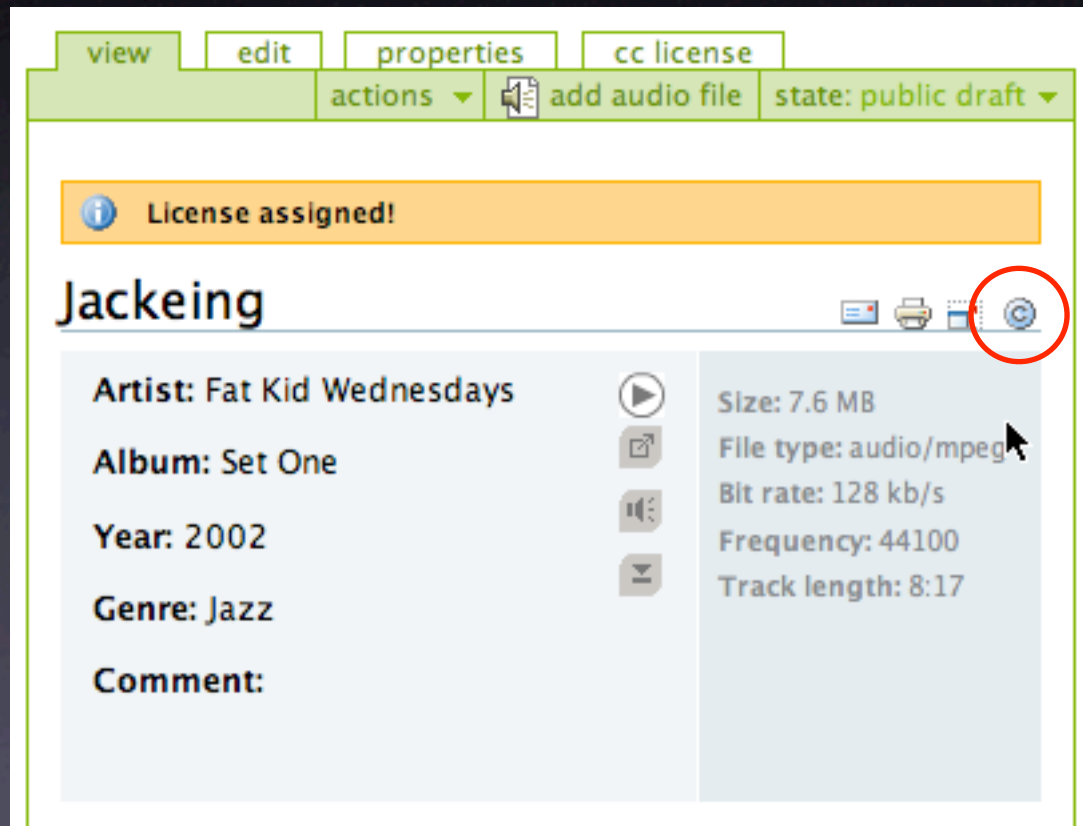 view edit properties cc license
actions add audio file state: public draft
License assigned!
Jackeing
Artist: Fat Kid Wednesdays
Album: Set One
Year: 2002
Genre: Jazz
Comment:
Size: 7.6 MB
File type: audio/mpeg
Bit rate: 128 kb/s
Frequency: 44100
Track length: 8:17